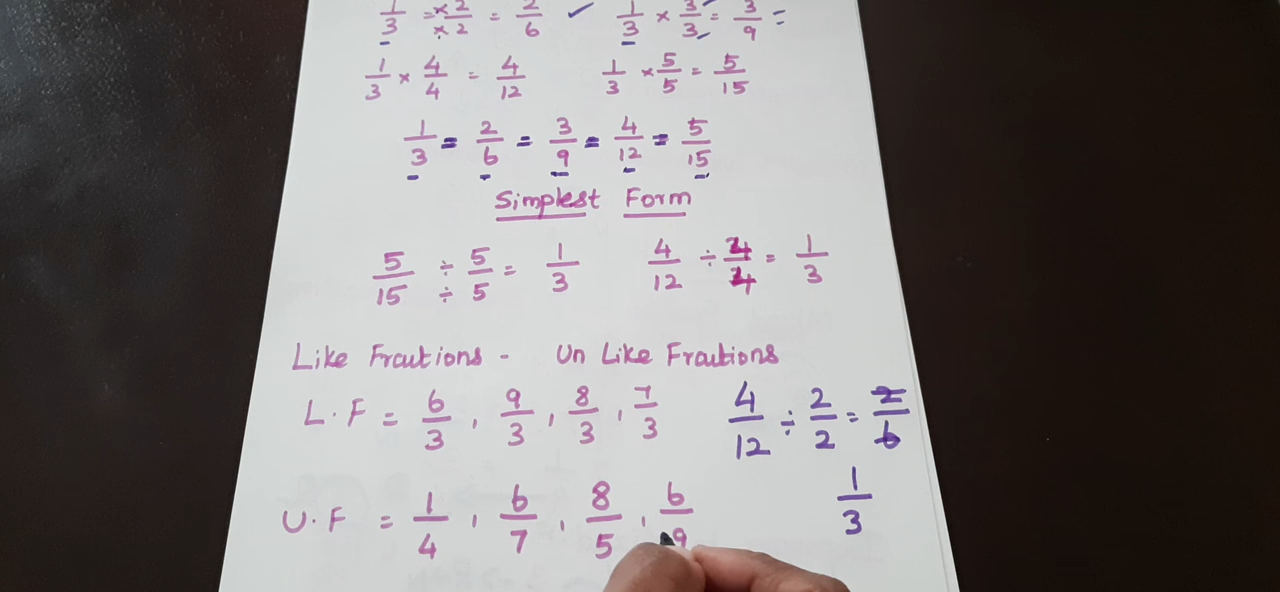 1/3 = ×2/×2 = 2/6 ✓ 1/3 × 3/3 = 3/9 =
1/3 × 4/4 = 4/12 1/3 × 5/5 = 5/15
1/3 = 2/6 = 3/9 = 4/12 = 5/15
Simplest Form
5/15 ÷ 5/÷ 5 = 1/3 4/12 ÷ 4/4 = 1/3
Like Fractions - Un Like Fractions
L.F = 6/3, 9/3, 8/3, 7/3 4/12 ÷ 2/2 = 2/6
1/3
U.F = 1/4, 6/7, 8/5, 6/9